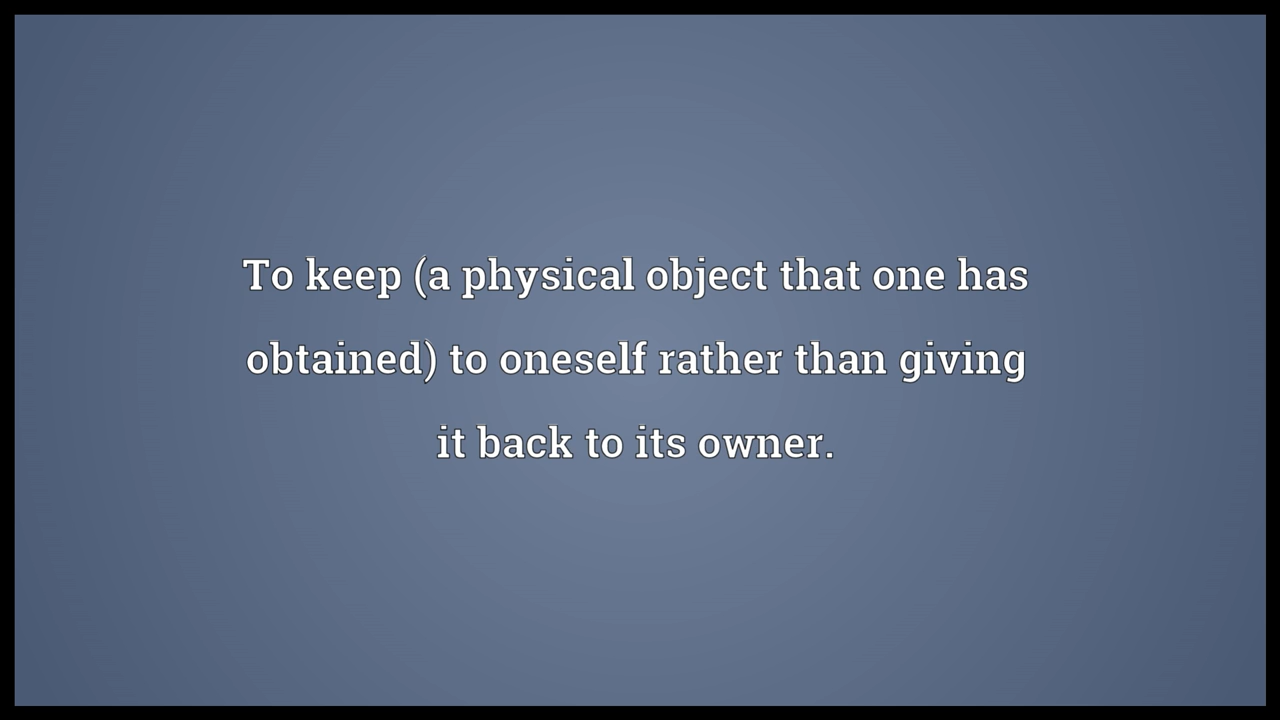 To keep (a physical object that one has
obtained) to oneself rather than giving
it back to its owner.